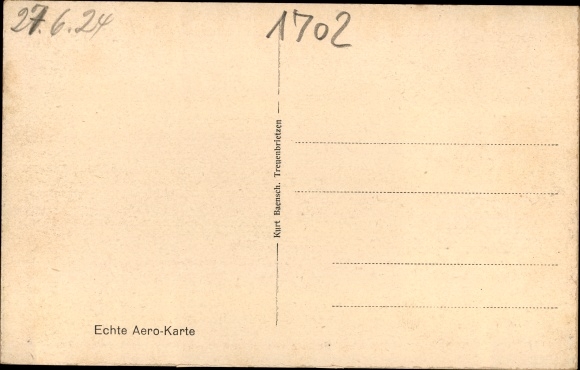 27.6.24
1702
Kurt Baensch. Treuenbrietzen
Echte Aero-Karte